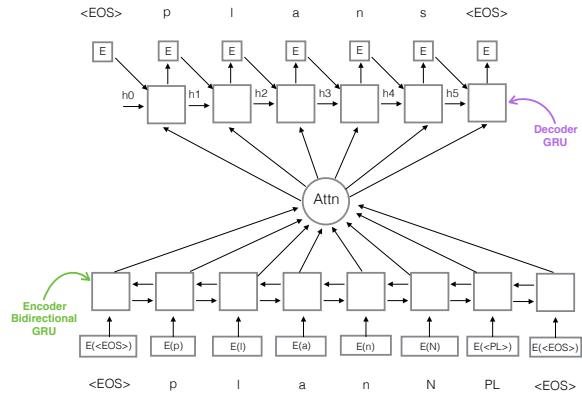 <EOS> p l a n s <EOS>
E E E E E E E
h0 h1 h2 h3 h4 h5
Decoder
GRU
Attn
Encoder
Bidirectional
GRU
E(<EOS>) E(p) E(l) E(a) E(n) E(N) E(<PL>) E(<EOS>)
<EOS> p l a n N PL <EOS>